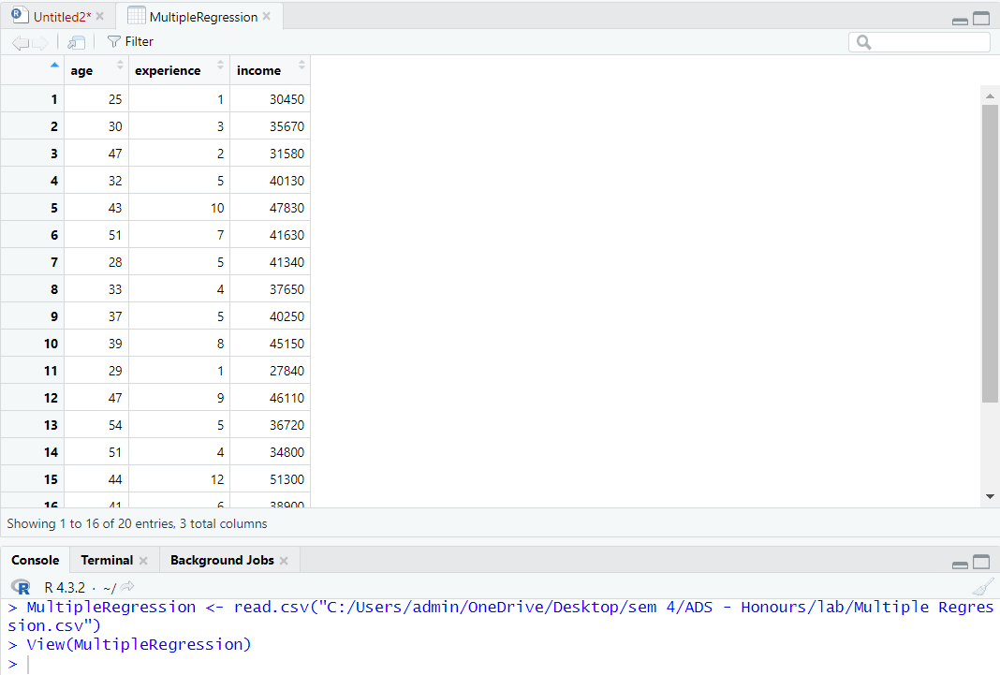 Untitled2* MultipleRegression
Filter
age experience income
1 25 1 30450
2 30 3 35670
3 47 2 31580
4 32 5 40130
5 43 10 47830
6 51 7 41630
7 28 5 41340
8 33 4 37650
9 37 5 40250
10 39 8 45150
11 29 1 27840
12 47 9 46110
13 54 5 36720
14 51 4 34800
15 44 12 51300
16 41 6 38900
Showing 1 to 16 of 20 entries, 3 total columns
Console Terminal Background Jobs
R R 4.3.2 · ~/
> MultipleRegression <- read.csv("C:/Users/admin/OneDrive/Desktop/sem 4/ADS - Honours/lab/Multiple Regres
sion.csv")
> View(MultipleRegression)
>